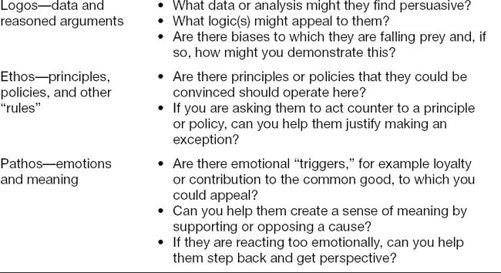 Logos—data and
reasoned arguments
• What data or analysis might they find persuasive?
• What logic(s) might appeal to them?
• Are there biases to which they are falling prey and, if
so, how might you demonstrate this?
Ethos—principles,
policies, and other
“rules”
• Are there principles or policies that they could be
convinced should operate here?
• If you are asking them to act counter to a principle
or policy, can you help them justify making an
exception?
Pathos—emotions
and meaning
• Are there emotional “triggers,” for example loyalty
or contribution to the common good, to which you
could appeal?
• Can you help them create a sense of meaning by
supporting or opposing a cause?
• If they are reacting too emotionally, can you help
them step back and get perspective?